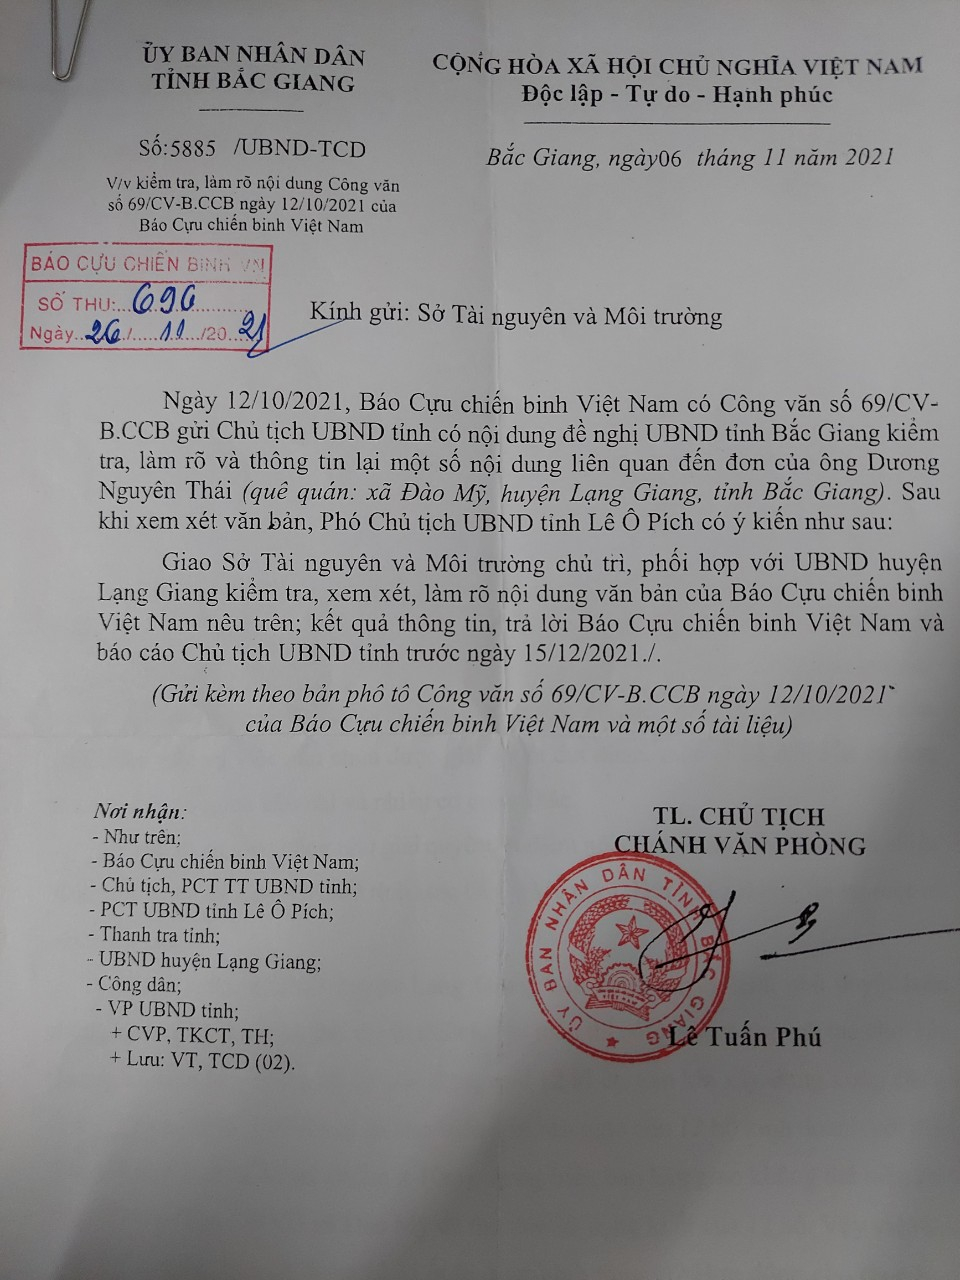 ỦY BAN NHÂN DÂN
TỈNH BẮC GIANG
CỘNG HÒA XÃ HỘI CHỦ NGHĨA VIỆT NAM
Độc lập - Tự do - Hạnh phúc
Số:5885 /UBND-TCD
Bắc Giang, ngày06 tháng 11 năm 2021
V/v kiểm tra, làm rõ nội dung Công văn
số 69/CV-B.CCB ngày 12/10/2021 của
Báo Cựu chiến binh Việt Nam
BÁO CỰU CHIẾN BINH VN
SỐ THU:...696...........
Ngày..26/.....11..../20...21
Kính gửi: Sở Tài nguyên và Môi trường
Ngày 12/10/2021, Báo Cựu chiến binh Việt Nam có Công văn số 69/CV-
B.CCB gửi Chủ tịch UBND tỉnh có nội dung đề nghị UBND tỉnh Bắc Giang kiểm
tra, làm rõ và thông tin lại một số nội dung liên quan đến đơn của ông Dương
Nguyên Thái (quê quán: xã Đào Mỹ, huyện Lạng Giang, tỉnh Bắc Giang). Sau
khi xem xét văn bản, Phó Chủ tịch UBND tỉnh Lê Ô Pích có ý kiến như sau:
Giao Sở Tài nguyên và Môi trường chủ trì, phối hợp với UBND huyện
Lạng Giang kiểm tra, xem xét, làm rõ nội dung văn bản của Báo Cựu chiến binh
Việt Nam nêu trên; kết quả thông tin, trả lời Báo Cựu chiến binh Việt Nam và
báo cáo Chủ tịch UBND tỉnh trước ngày 15/12/2021./.
(Gửi kèm theo bản phô tô Công văn số 69/CV-B.CCB ngày 12/10/2021
của Báo Cựu chiến binh Việt Nam và một số tài liệu)
Nơi nhận:
- Như trên;
- Báo Cựu chiến binh Việt Nam;
- Chủ tịch, PCT TT UBND tỉnh;
- PCT UBND tỉnh Lê Ô Pích;
- Thanh tra tỉnh;
- UBND huyện Lạng Giang;
- Công dân;
- VP UBND tỉnh;
+ CVP, TKCT, TH;
+ Lưu: VT, TCD (02).
TL. CHỦ TỊCH
CHÁNH VĂN PHÒNG
ỦY BAN NHÂN DÂN TỈNH BẮC GIANG
Lê Tuấn Phú